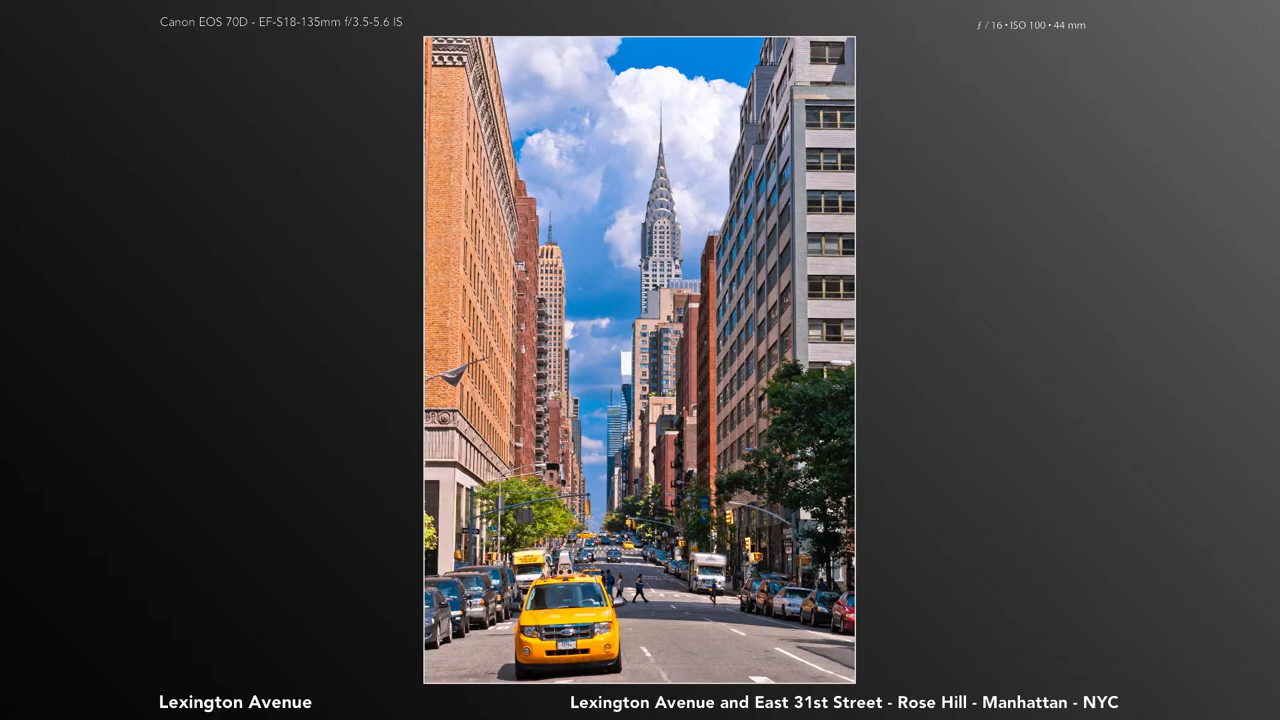 Canon EOS 70D - EF-S18-135mm f/3.5-5.6 IS
ƒ / 16 • ISO 100 • 44 mm
Lexington Avenue
Lexington Avenue and East 31st Street - Rose Hill - Manhattan - NYC